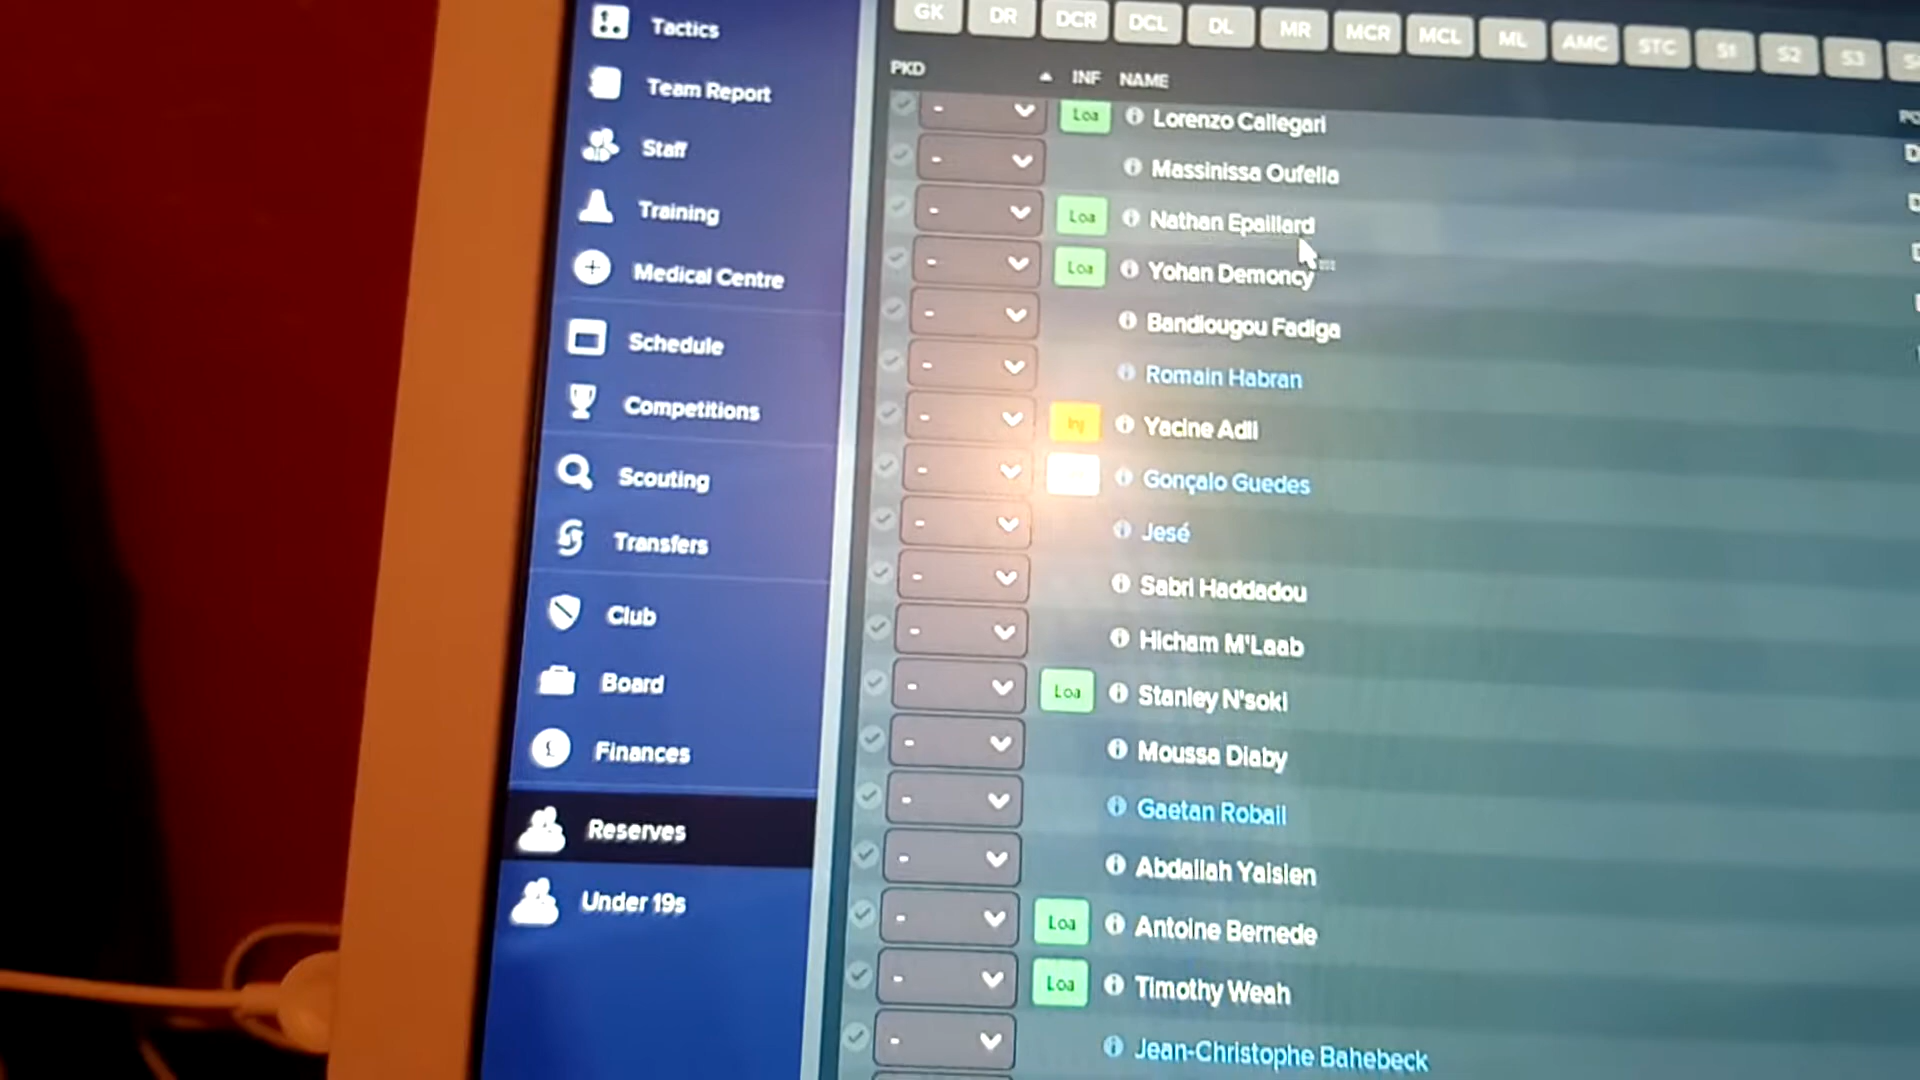 Tactics
Team Report
Staff
Training
Medical Centre
Schedule
Competitions
Scouting
Transfers
Club
Board
Finances
Reserves
Under 19s
GK DR DCR DCL DL MR MCR MCL ML AMC STC S1 S2 S3
PKD INF NAME
- Loa Lorenzo Callegari
- Massinissa Oufella
- Loa Nathan Epaillard
- Loa Yohan Demoncy
- Bandiougou Fadiga
- Romain Habran
- Inj Yacine Adli
- Gonçalo Guedes
- Jesé
- Sabri Haddadou
- Hicham M'Laab
- Loa Stanley N'soki
- Moussa Diaby
- Gaetan Robail
- Abdallah Yaisien
- Loa Antoine Bernede
- Loa Timothy Weah
- Jean-Christophe Bahebeck